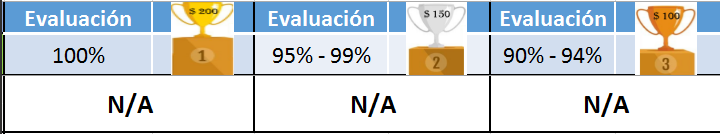 Evaluación $ 200 Evaluación $ 150 Evaluación $ 100
100% 1 95% - 99% 2 90% - 94% 3
N/A N/A N/A